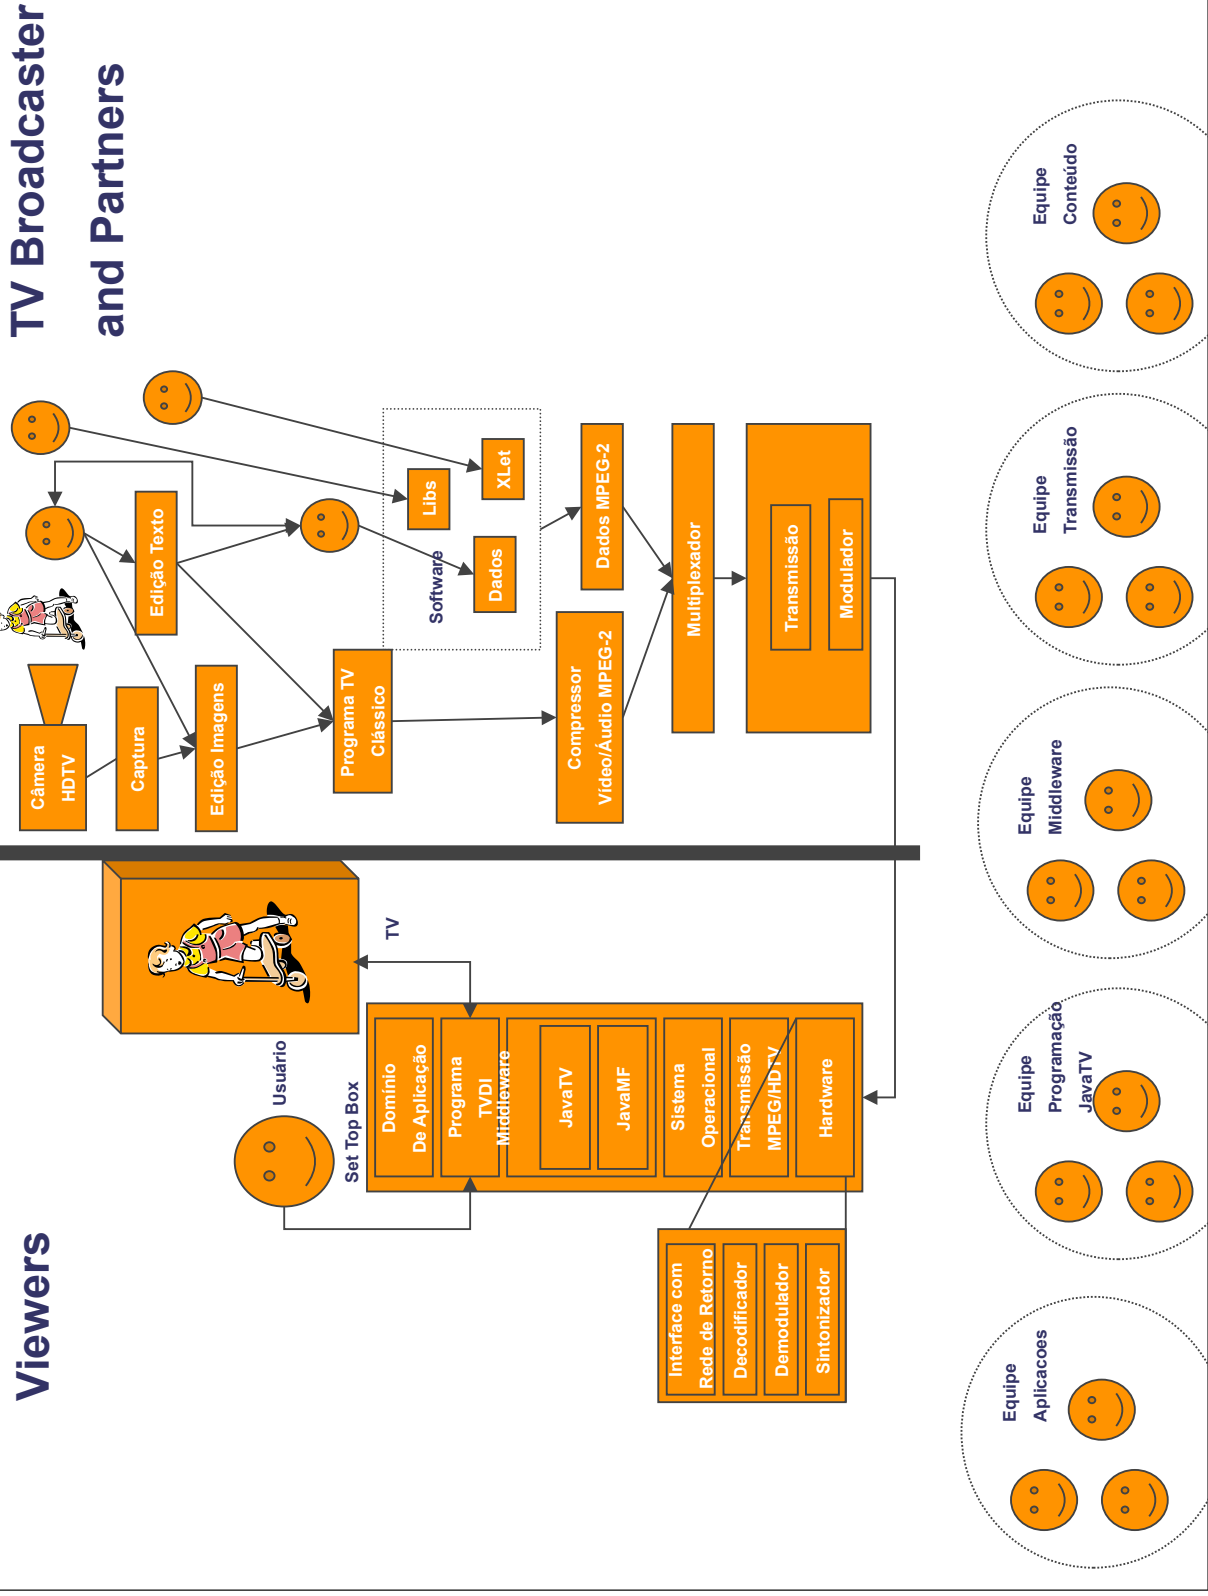 Viewers
TV Broadcaster
and Partners
Usuário
Set Top Box
TV
Domínio
De Aplicação
Programa
TVDI
Middleware
JavaTV
JavaMF
Sistema
Operacional
Transmissão
MPEG/HDTV
Hardware
Interface com
Rede de Retorno
Decodificador
Demodulador
Sintonizador
Câmera
HDTV
Captura
Edição Imagens
Edição Texto
Programa TV
Clássico
Software
Libs
XLet
Dados
Compressor
Vídeo/Áudio MPEG-2
Dados MPEG-2
Multiplexador
Transmissão
Modulador
Equipe
Aplicacoes
Equipe
Programação
JavaTV
Equipe
Middleware
Equipe
Transmissão
Equipe
Conteúdo